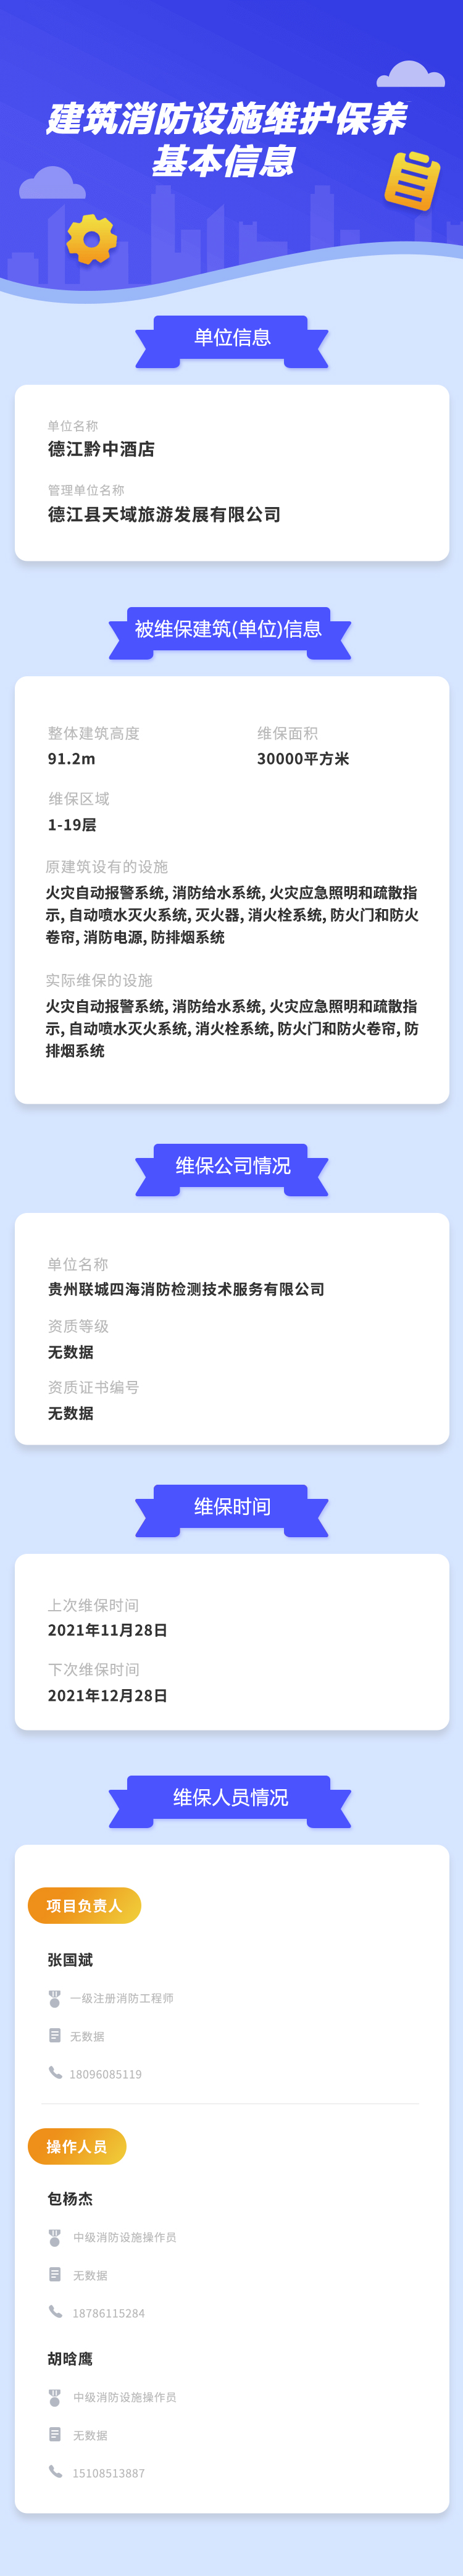 建筑消防设施维护保养
基本信息
单位信息
单位名称
德江黔中酒店
管理单位名称
德江县天域旅游发展有限公司
被维保建筑(单位)信息
整体建筑高度
维保面积
91.2m
30000平方米
维保区域
1-19层
原建筑设有的设施
火灾自动报警系统, 消防给水系统, 火灾应急照明和疏散指
示, 自动喷水灭火系统, 灭火器, 消火栓系统, 防火门和防火
卷帘, 消防电源, 防排烟系统
实际维保的设施
火灾自动报警系统, 消防给水系统, 火灾应急照明和疏散指
示, 自动喷水灭火系统, 消火栓系统, 防火门和防火卷帘, 防
排烟系统
维保公司情况
单位名称
贵州联城四海消防检测技术服务有限公司
资质等级
无数据
资质证书编号
无数据
维保时间
上次维保时间
2021年11月28日
下次维保时间
2021年12月28日
维保人员情况
项目负责人
张国斌
一级注册消防工程师
无数据
18096085119
操作人员
包杨杰
中级消防设施操作员
无数据
18786115284
胡晗鹰
中级消防设施操作员
无数据
15108513887